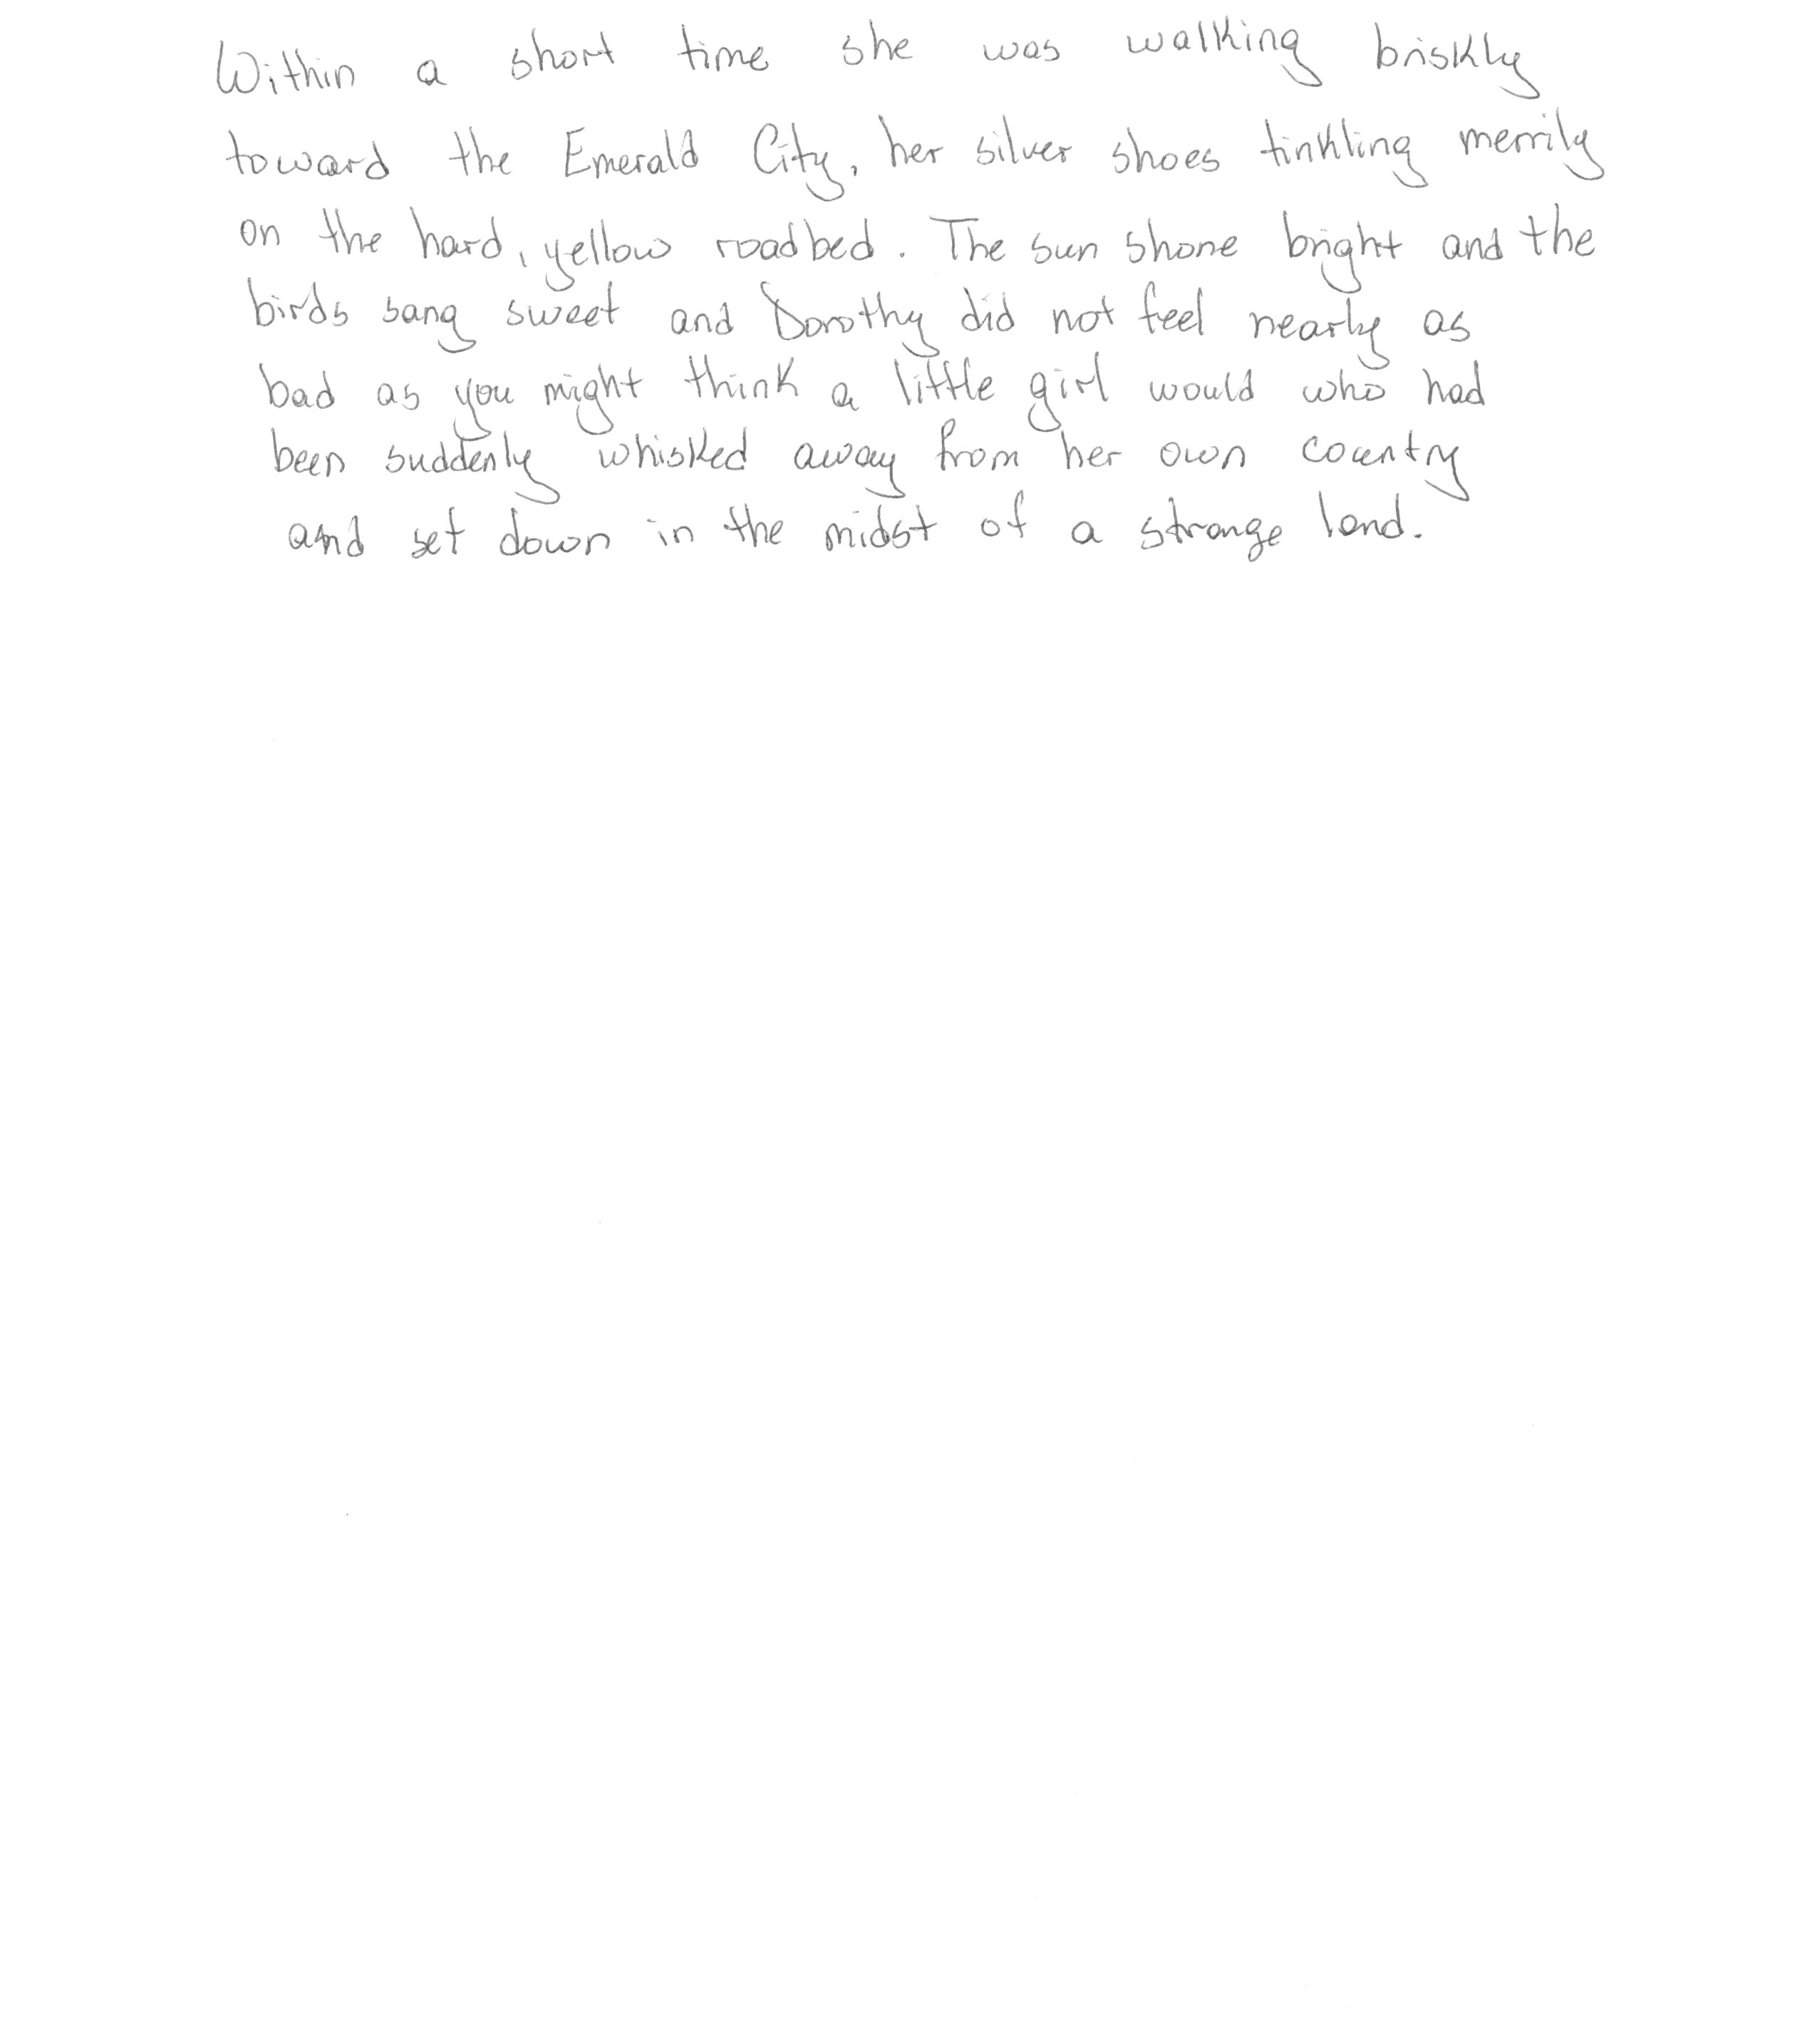 Within a short time she was walking briskly
toward the Emerald City, her silver shoes tinkling merrily
on the hard, yellow roadbed. The sun shone bright and the
birds sang sweet and Dorothy did not feel nearly as
bad as you might think a little girl would who had
been suddenly whisked away from her own country
and set down in the midst of a strange land.